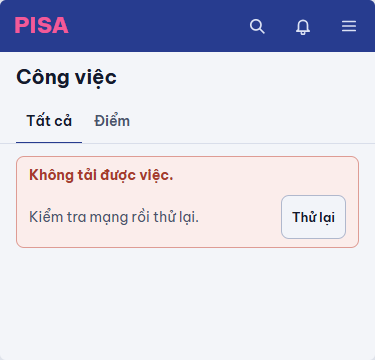 PISA
Công việc
Tất cả
Điểm
Không tải được việc.
Kiểm tra mạng rồi thử lại.
Thử lại